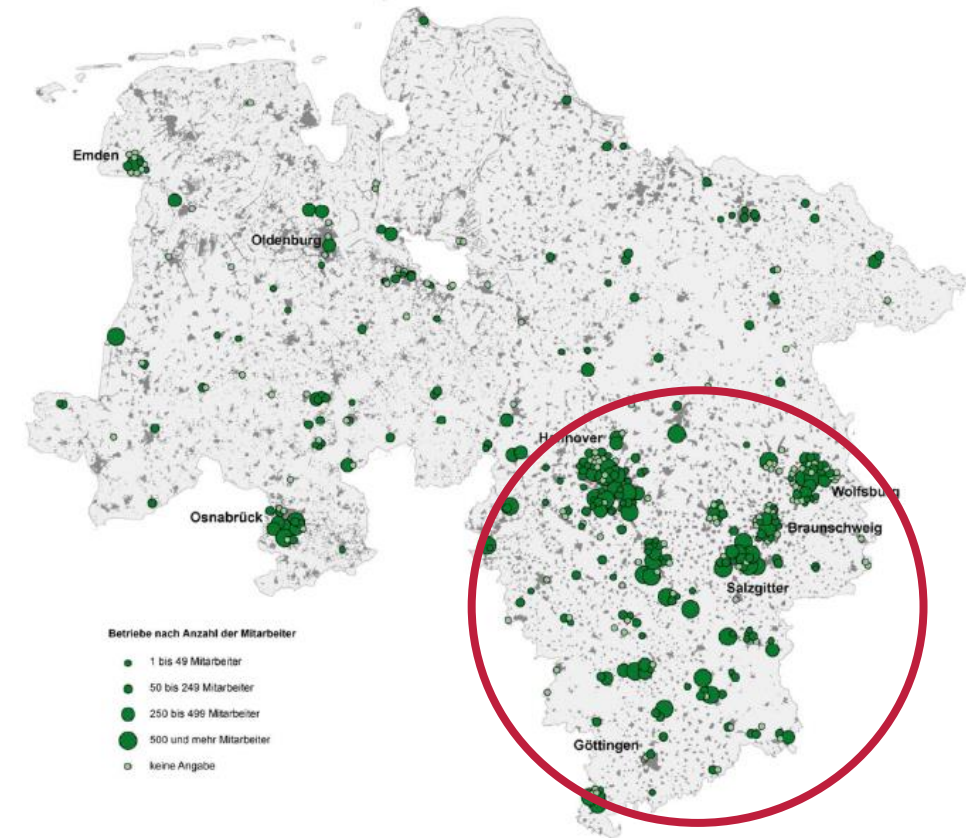 Emden
Oldenburg
Hannover
Wolfsburg
Osnabrück
Braunschweig
Salzgitter
Betriebe nach Anzahl der Mitarbeiter
1 bis 49 Mitarbeiter
50 bis 249 Mitarbeiter
250 bis 499 Mitarbeiter
500 und mehr Mitarbeiter
keine Angabe
Göttingen